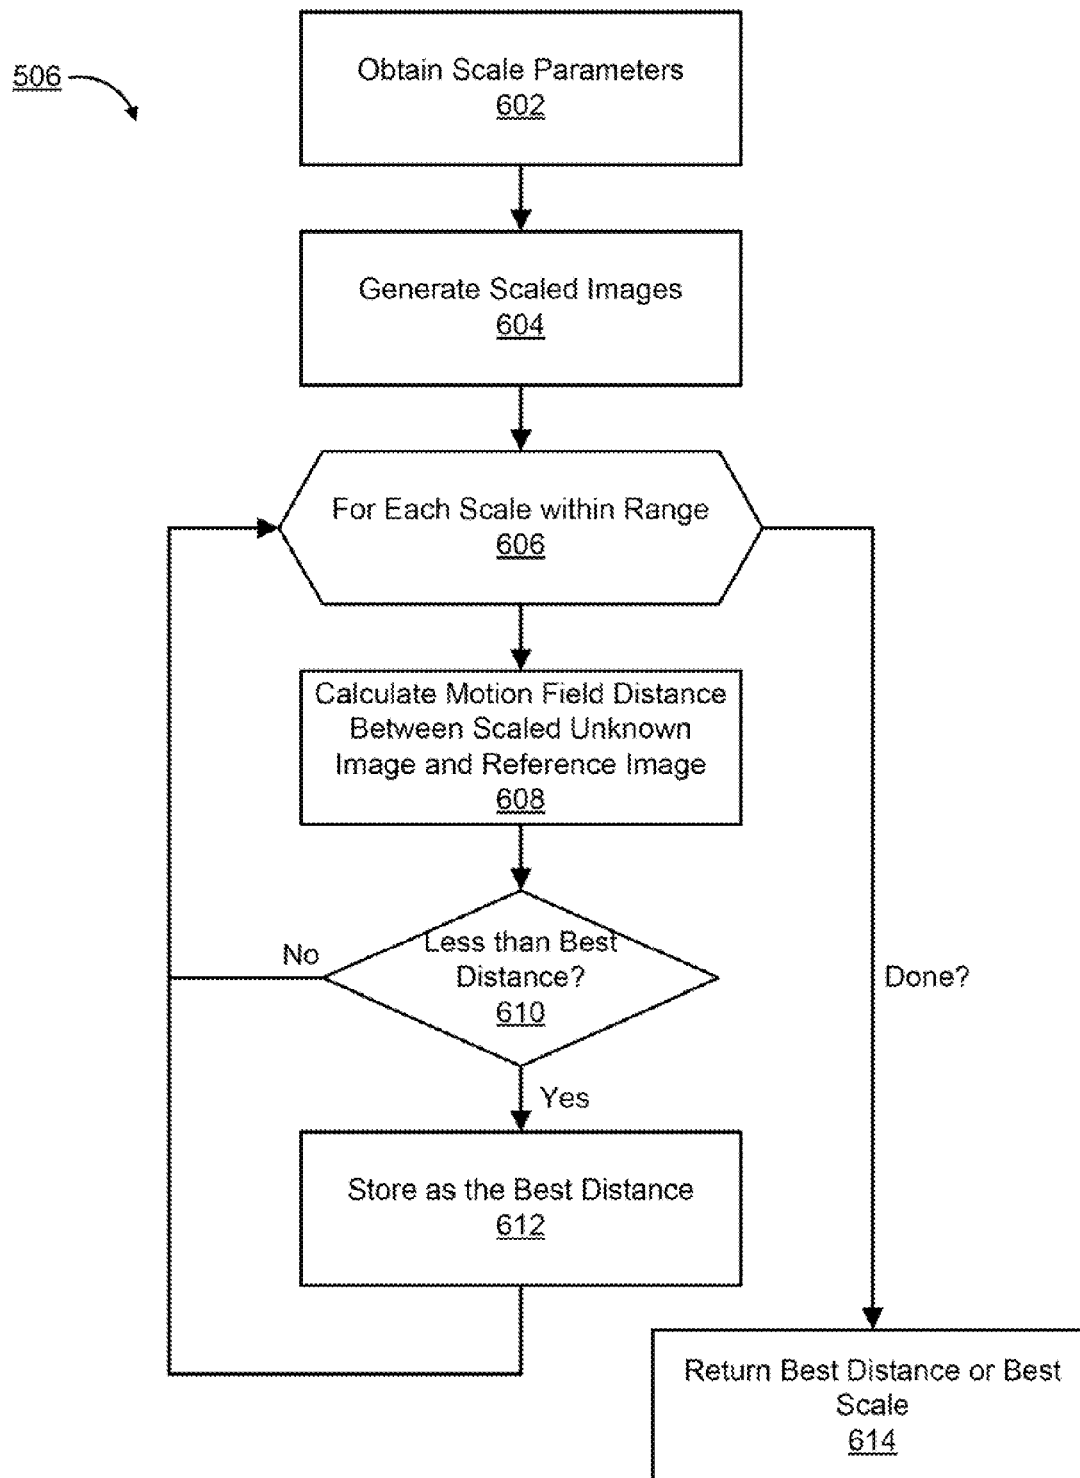 506
Obtain Scale Parameters
602
Generate Scaled Images
604
For Each Scale within Range
606
Calculate Motion Field Distance
Between Scaled Unknown
Image and Reference Image
608
Less than Best
Distance?
610
No
Done?
Yes
Store as the Best Distance
612
Return Best Distance or Best
Scale
614